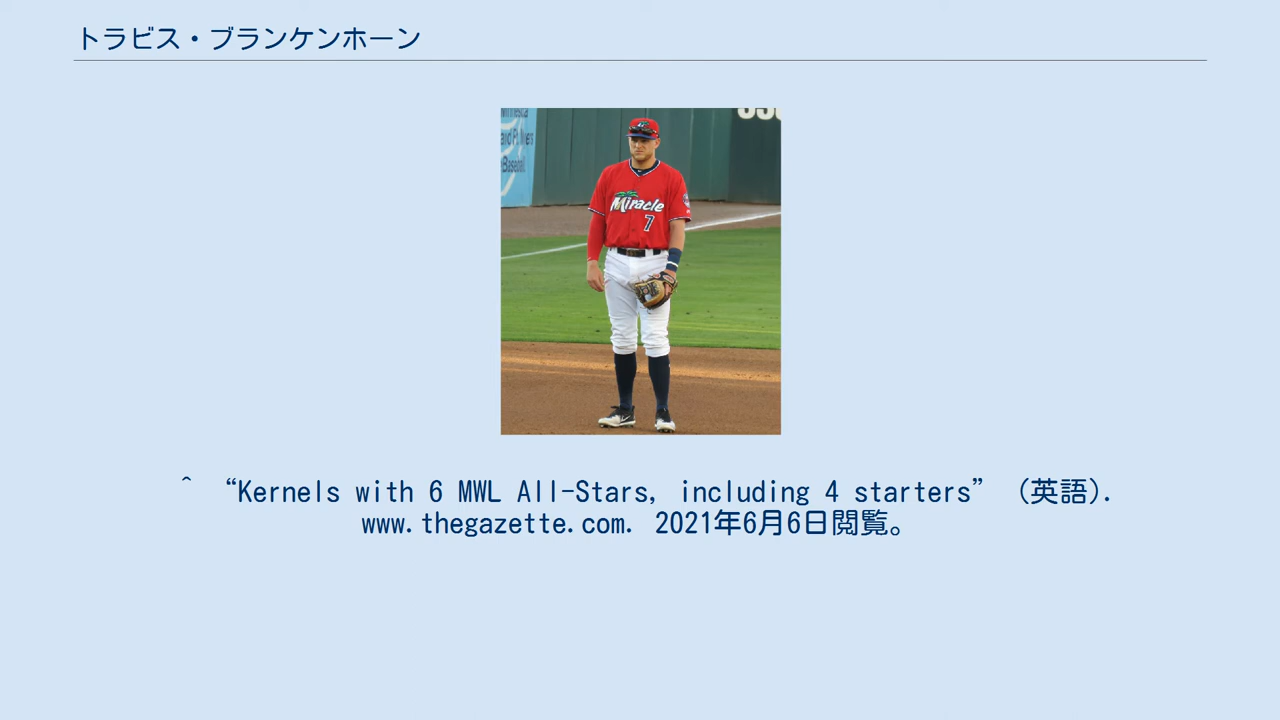 トラビス・ブランケンホーン
Minnesca
Baseball
Miracle
7
^ “Kernels with 6 MWL All-Stars, including 4 starters” (英語).
www.thegazette.com. 2021年6月6日閲覧。